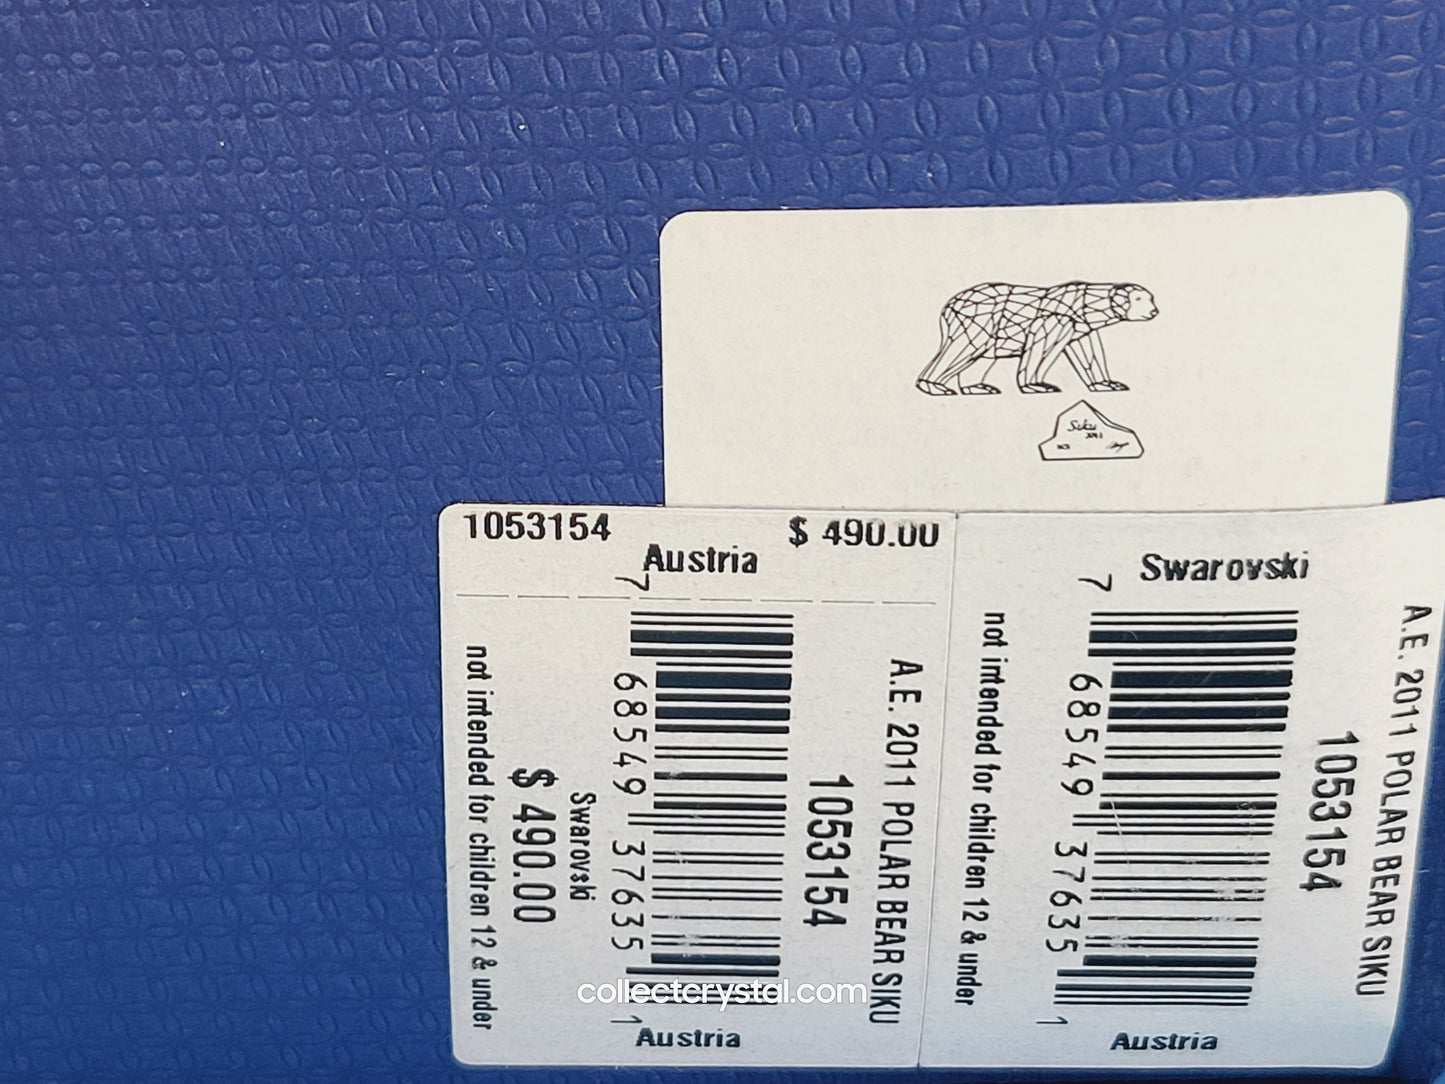 Siku
1053154
$ 490.00
Austria
A.E. 2011 POLAR BEAR SIKU
1053154
7 68549 37635 1
Swarovski
$ 490.00
not intended for children 12 & under
Austria
Swarovski
A.E. 2011 POLAR BEAR SIKU
1053154
7 68549 37635 1
not intended for children 12 & under
Austria
collectcrystal.com